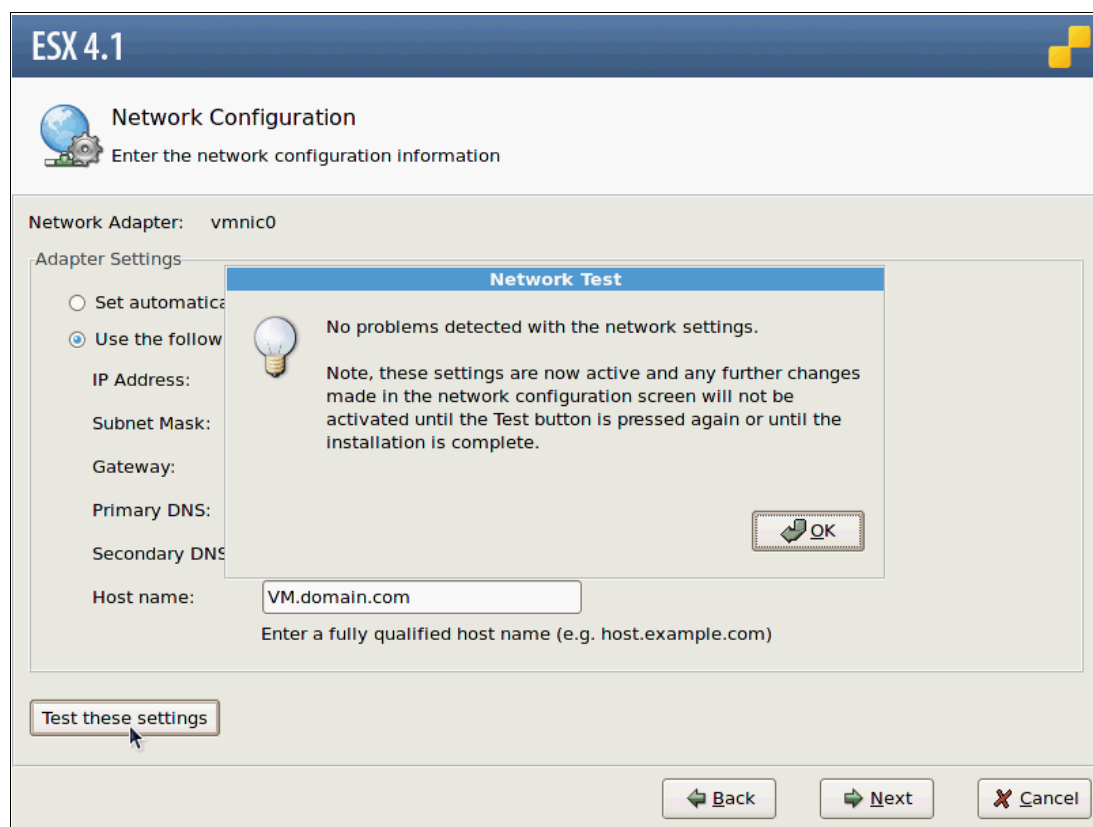 ESX 4.1
Network Configuration
Enter the network configuration information
Network Adapter: vmnic0
Adapter Settings
Network Test
Set automatica
No problems detected with the network settings.
Use the follow
Note, these settings are now active and any further changes
made in the network configuration screen will not be
activated until the Test button is pressed again or until the
installation is complete.
IP Address:
Subnet Mask:
Gateway:
Primary DNS:
OK
Secondary DNS
Host name: VM.domain.com
Enter a fully qualified host name (e.g. host.example.com)
Test these settings
Back Next Cancel